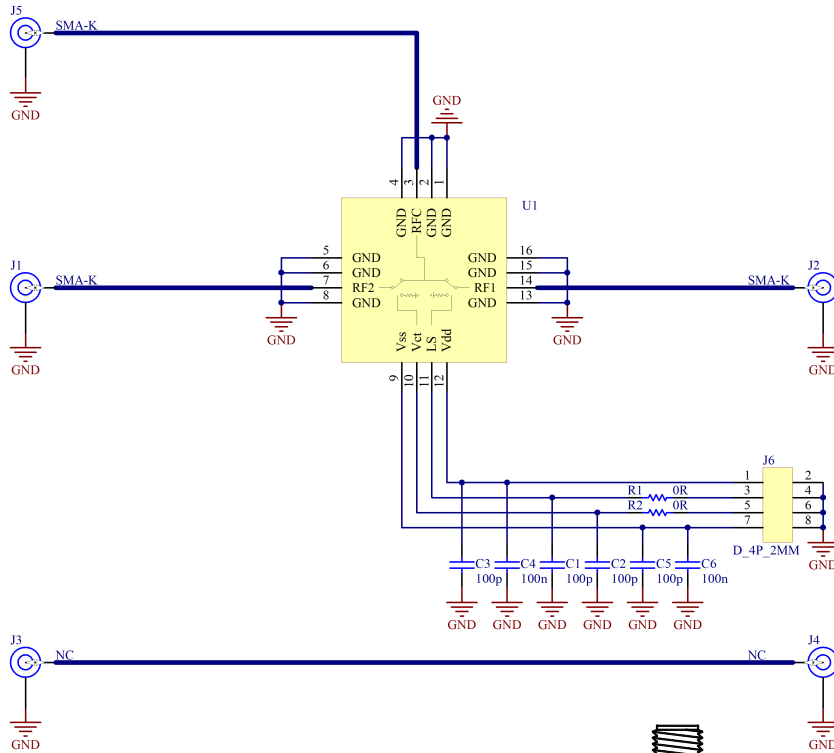 J5
SMA-K
GND
GND
4
3
2
1
U1
GND
RFC
GND
GND
5
GND
GND
16
6
GND
GND
15
J1
SMA-K
7
RF2
RF1
14
SMA-K
J2
8
GND
GND
13
GND
GND
GND
GND
Vss
Vct
LS
Vdd
9
10
11
12
J6
1
2
R1
0R
3
4
R2
0R
5
6
7
8
D_4P_2MM
GND
C3
C4
C1
C2
C5
C6
100p
100n
100p
100p
100p
100n
GND
GND
GND
GND
GND
GND
J3
NC
NC
J4
GND
GND